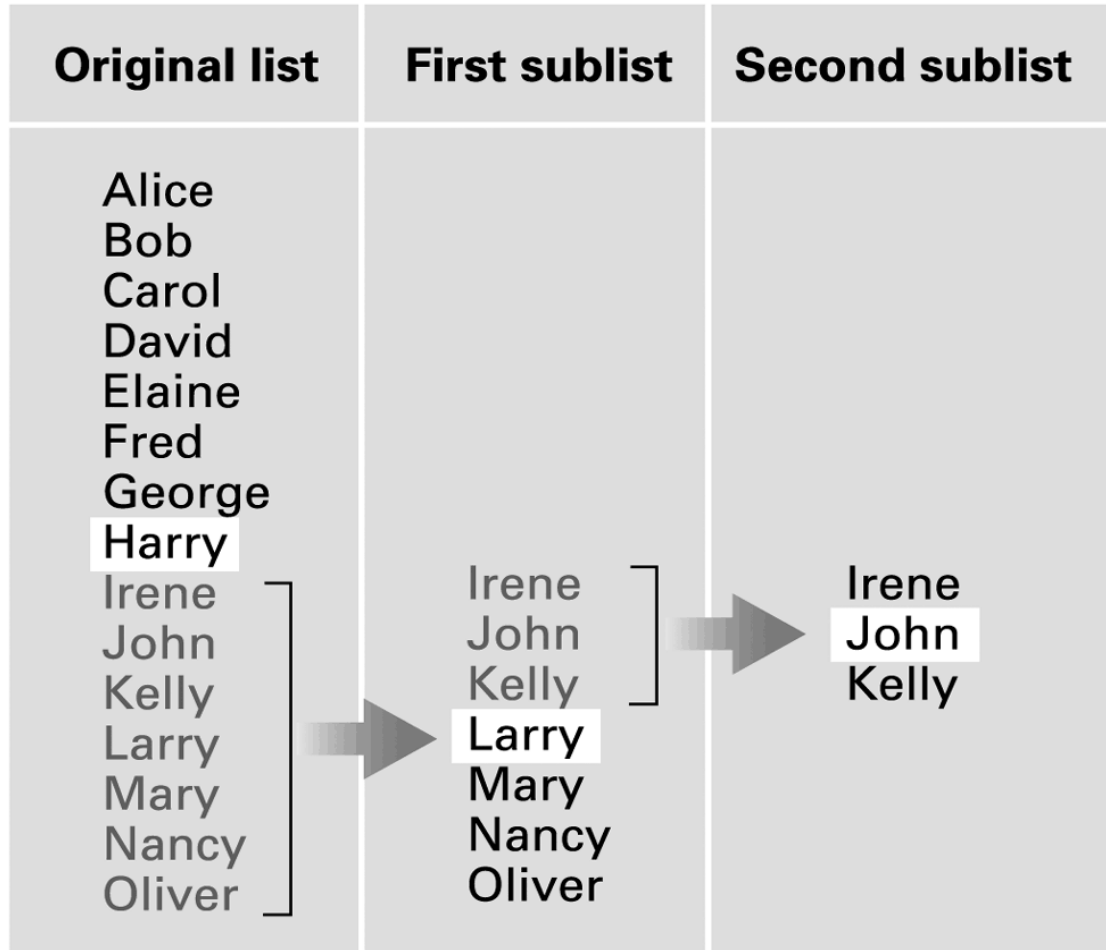 Original list
First sublist
Second sublist
Alice
Bob
Carol
David
Elaine
Fred
George
Harry
Irene
John
Kelly
Larry
Mary
Nancy
Oliver
Irene
John
Kelly
Larry
Mary
Nancy
Oliver
Irene
John
Kelly